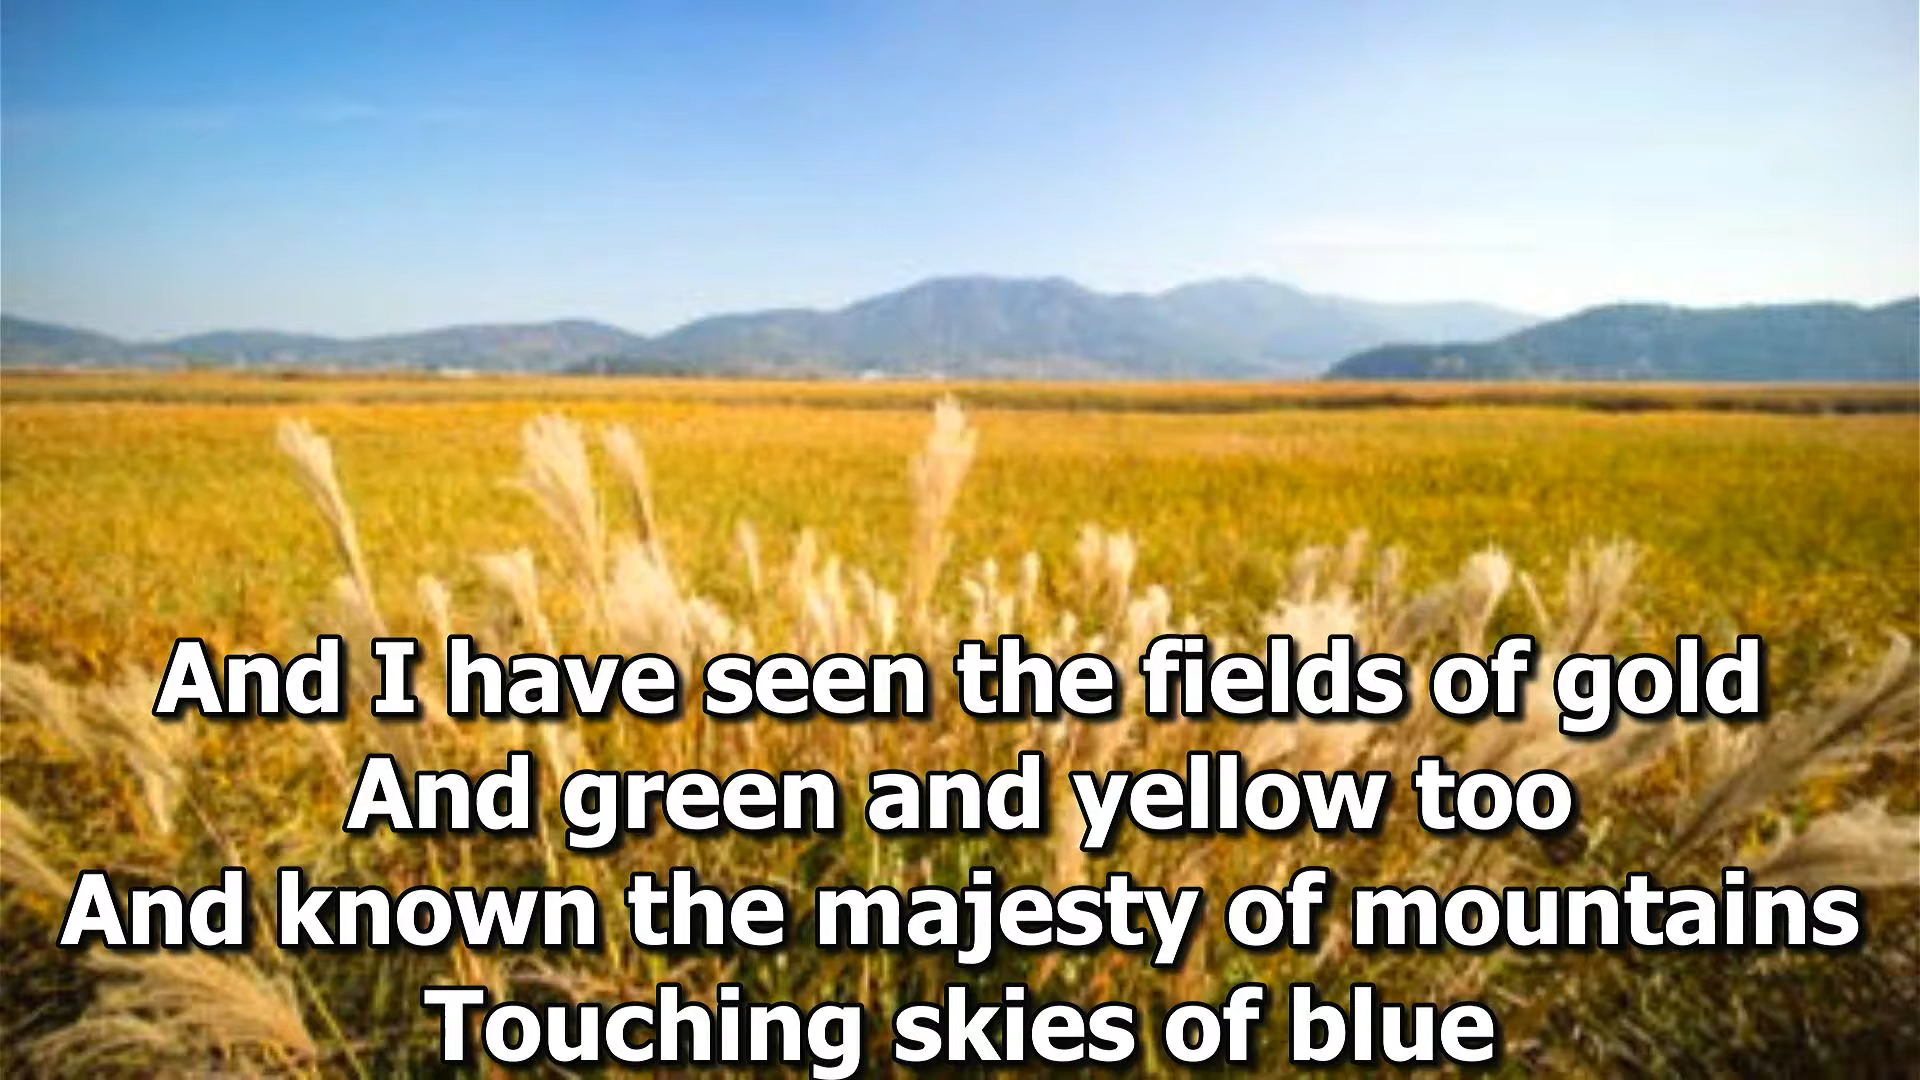 And I have seen the fields of gold
And green and yellow too
And known the majesty of mountains
Touching skies of blue